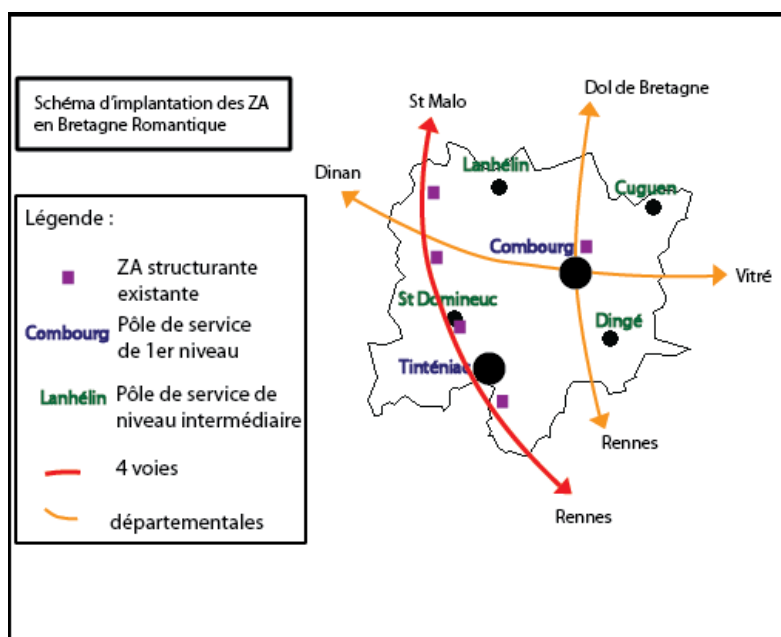 Schéma d'implantation des ZA
en Bretagne Romantique
Légende :
ZA structurante
existante
Combourg
Pôle de service
de 1er niveau
Lanhélin
Pôle de service de
niveau intermédiaire
4 voies
départementales
St Malo
Dol de Bretagne
Dinan
Lanhélin
Cuguen
Combourg
Vitré
St Domineuc
Dingé
Tinténiac
Rennes
Rennes